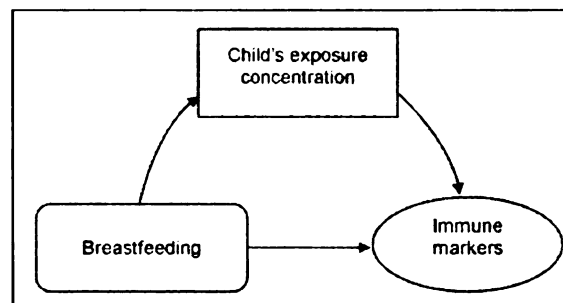 Child's exposure
concentration
Breastfeeding
Immune
markers